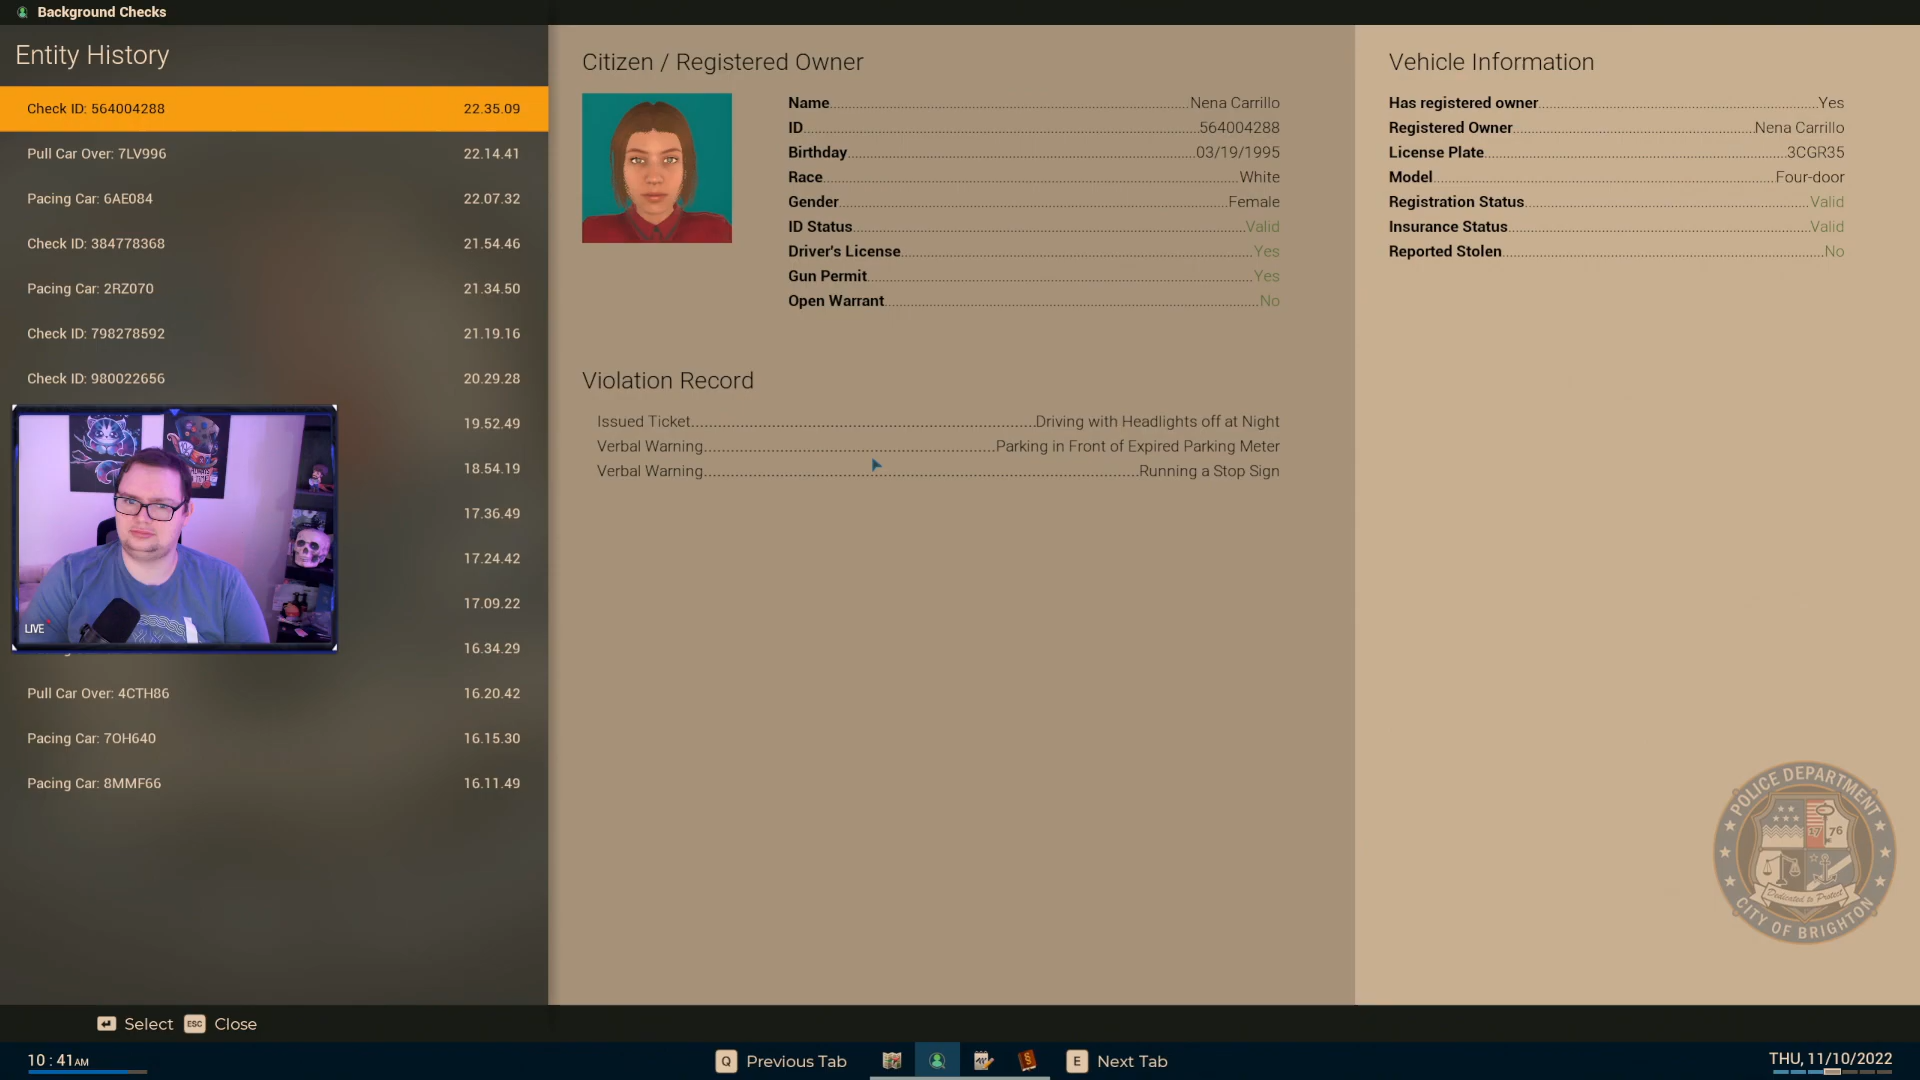 Background Checks
Entity History
Check ID: 564004288 22.35.09
Pull Car Over: 7LV996 22.14.41
Pacing Car: 6AE084 22.07.32
Check ID: 384778368 21.54.46
Pacing Car: 2RZ070 21.34.50
Check ID: 798278592 21.19.16
Check ID: 980022656 20.29.28
19.52.49
18.54.19
17.36.49
17.24.42
17.09.22
16.34.29
Pull Car Over: 4CTH86 16.20.42
Pacing Car: 7OH640 16.15.30
Pacing Car: 8MMF66 16.11.49
LIVE
Citizen / Registered Owner
Name Nena Carrillo
ID 564004288
Birthday 03/19/1995
Race White
Gender Female
ID Status Valid
Driver's License Yes
Gun Permit Yes
Open Warrant No
Violation Record
Issued Ticket Driving with Headlights off at Night
Verbal Warning Parking in Front of Expired Parking Meter
Verbal Warning Running a Stop Sign
Vehicle Information
Has registered owner Yes
Registered Owner Nena Carrillo
License Plate 3CGR35
Model Four-door
Registration Status Valid
Insurance Status Valid
Reported Stolen No
POLICE DEPARTMENT
17 76
Dedicated to Protect
CITY OF BRIGHTON
Select ESC Close
10 : 41 AM
Q Previous Tab E Next Tab
THU, 11/10/2022